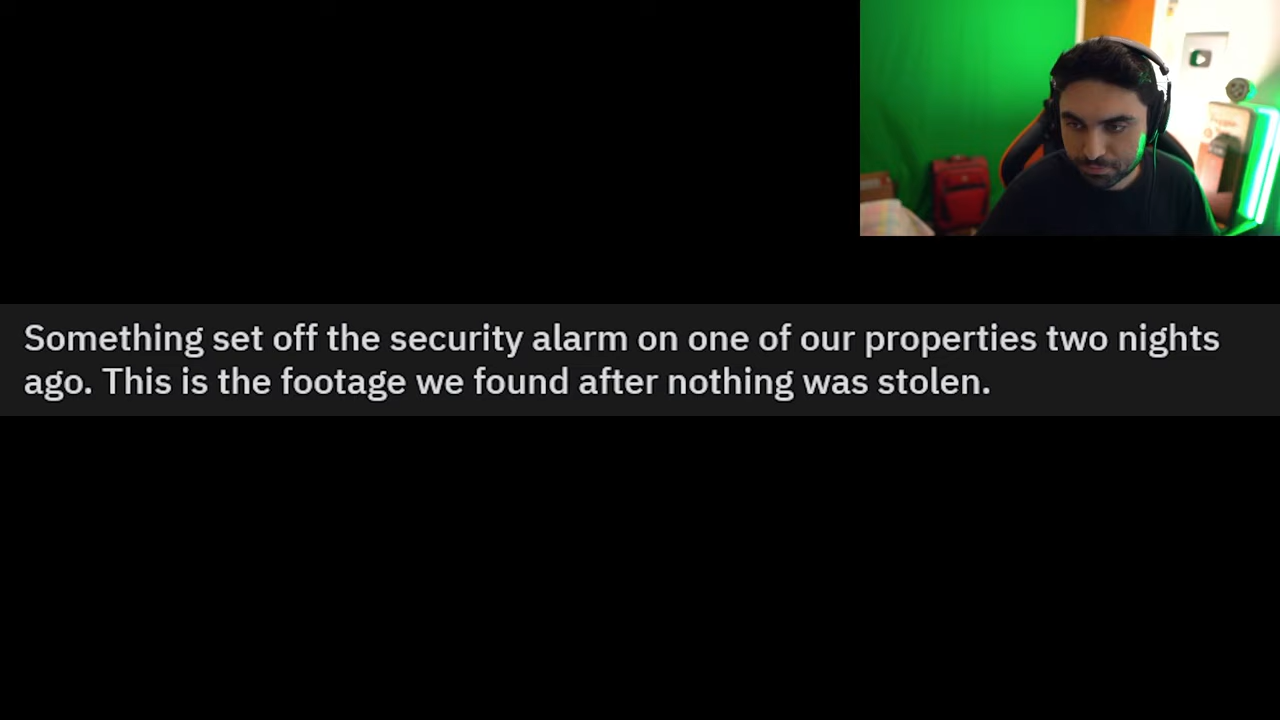 Something set off the security alarm on one of our properties two nights
ago. This is the footage we found after nothing was stolen.